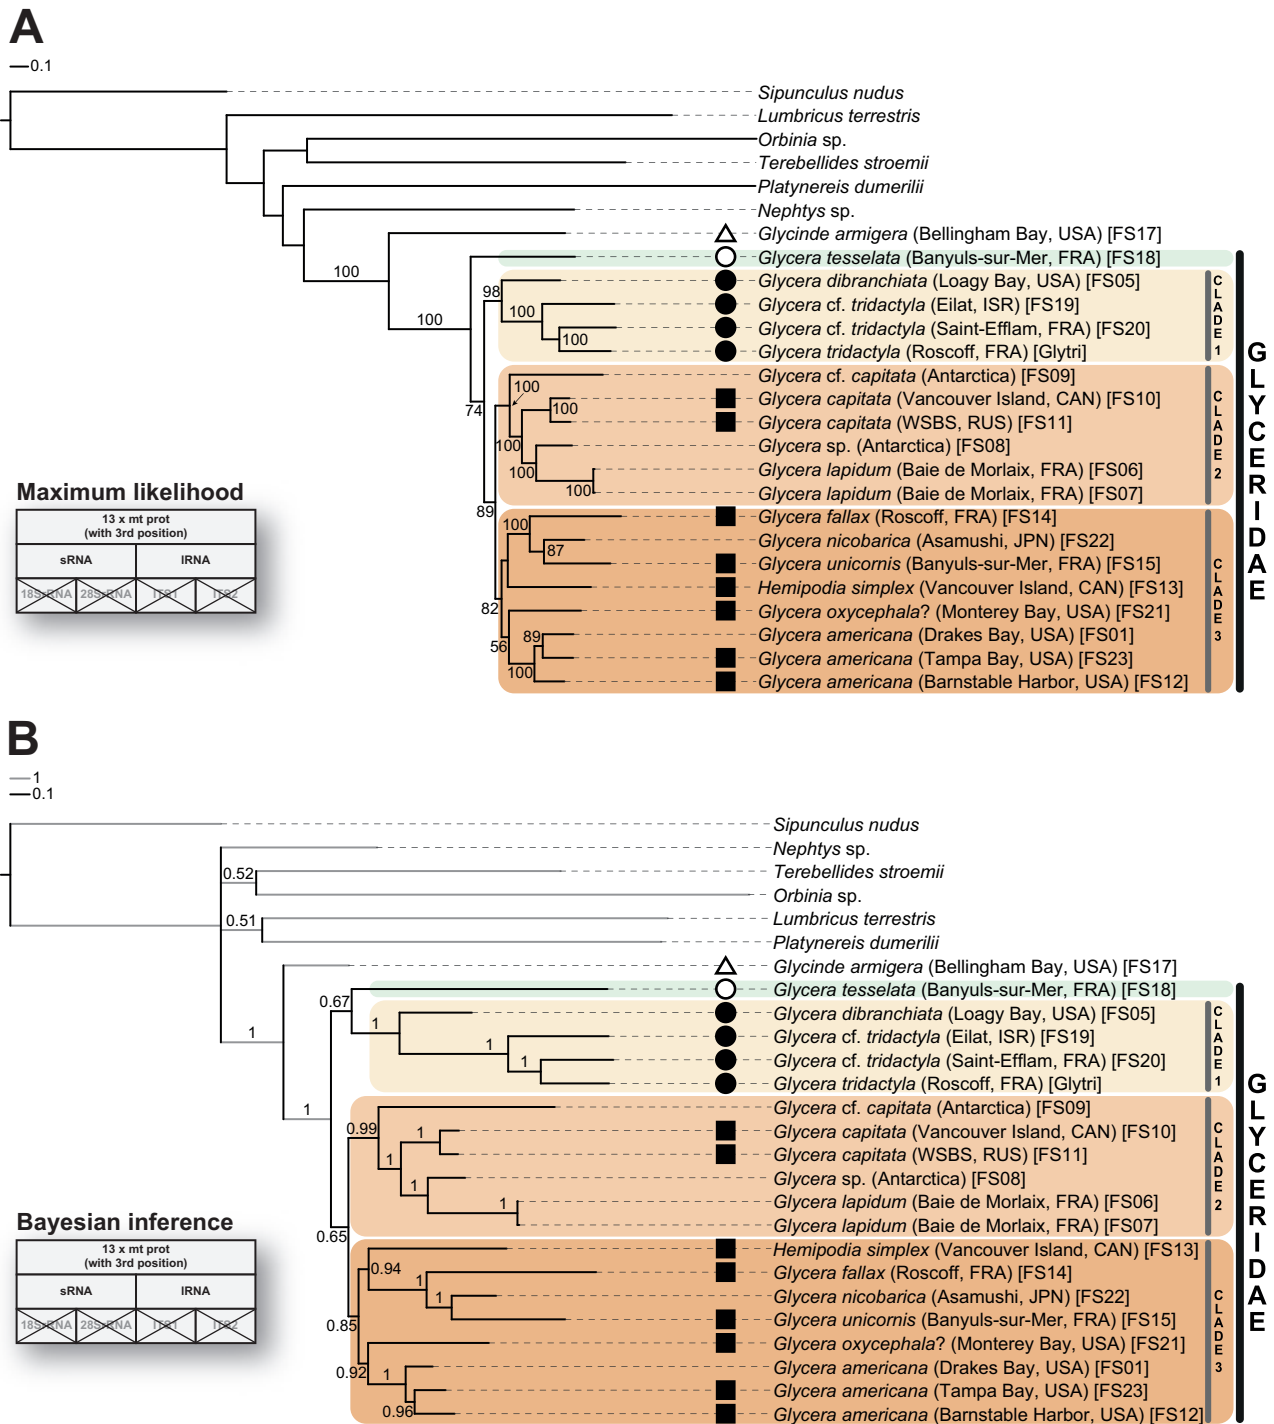 A
0.1
Sipunculus nudus
Lumbricus terrestris
Orbinia sp.
Terebellides stroemii
Platynereis dumerilii
Nephtys sp.
Glycinde armigera (Bellingham Bay, USA) [FS17]
100
Glycera tesselata (Banyuls-sur-Mer, FRA) [FS18]
Glycera dibranchiata (Loagy Bay, USA) [FS05]
98
Glycera cf. tridactyla (Eilat, ISR) [FS19]
100
100
Glycera cf. tridactyla (Saint-Efflam, FRA) [FS20]
100
Glycera tridactyla (Roscoff, FRA) [Glytri]
CLADE 1
Glycera cf. capitata (Antarctica) [FS09]
100
Glycera capitata (Vancouver Island, CAN) [FS10]
74
100
Glycera capitata (WSBS, RUS) [FS11]
Glycera sp. (Antarctica) [FS08]
100
Glycera lapidum (Baie de Morlaix, FRA) [FS06]
100
Glycera lapidum (Baie de Morlaix, FRA) [FS07]
100
CLADE 2
89
Glycera fallax (Roscoff, FRA) [FS14]
100
Glycera nicobarica (Asamushi, JPN) [FS22]
87
Glycera unicornis (Banyuls-sur-Mer, FRA) [FS15]
Hemipodia simplex (Vancouver Island, CAN) [FS13]
82
Glycera oxycephala? (Monterey Bay, USA) [FS21]
Glycera americana (Drakes Bay, USA) [FS01]
56
89
Glycera americana (Tampa Bay, USA) [FS23]
100
Glycera americana (Barnstable Harbor, USA) [FS12]
CLADE 3
GLYCERIDAE
Maximum likelihood
13 x mt prot
(with 3rd position)
sRNA lRNA
18SrRNA 28SrRNA ITS1 ITS2
B
1
0.1
Sipunculus nudus
Nephtys sp.
Terebellides stroemii
0.52
Orbinia sp.
Lumbricus terrestris
0.51
Platynereis dumerilii
Glycinde armigera (Bellingham Bay, USA) [FS17]
Glycera tesselata (Banyuls-sur-Mer, FRA) [FS18]
0.67
Glycera dibranchiata (Loagy Bay, USA) [FS05]
1
1
Glycera cf. tridactyla (Eilat, ISR) [FS19]
1
Glycera cf. tridactyla (Saint-Efflam, FRA) [FS20]
1
Glycera tridactyla (Roscoff, FRA) [Glytri]
CLADE 1
1
Glycera cf. capitata (Antarctica) [FS09]
0.99
Glycera capitata (Vancouver Island, CAN) [FS10]
1
Glycera capitata (WSBS, RUS) [FS11]
1
Glycera sp. (Antarctica) [FS08]
1
Glycera lapidum (Baie de Morlaix, FRA) [FS06]
1
Glycera lapidum (Baie de Morlaix, FRA) [FS07]
CLADE 2
0.65
Hemipodia simplex (Vancouver Island, CAN) [FS13]
0.94
Glycera fallax (Roscoff, FRA) [FS14]
1
Glycera nicobarica (Asamushi, JPN) [FS22]
1
Glycera unicornis (Banyuls-sur-Mer, FRA) [FS15]
0.85
Glycera oxycephala? (Monterey Bay, USA) [FS21]
Glycera americana (Drakes Bay, USA) [FS01]
0.92
1
Glycera americana (Tampa Bay, USA) [FS23]
0.96
Glycera americana (Barnstable Harbor, USA) [FS12]
CLADE 3
GLYCERIDAE
Bayesian inference
13 x mt prot
(with 3rd position)
sRNA lRNA
18SrRNA 28SrRNA ITS1 ITS2